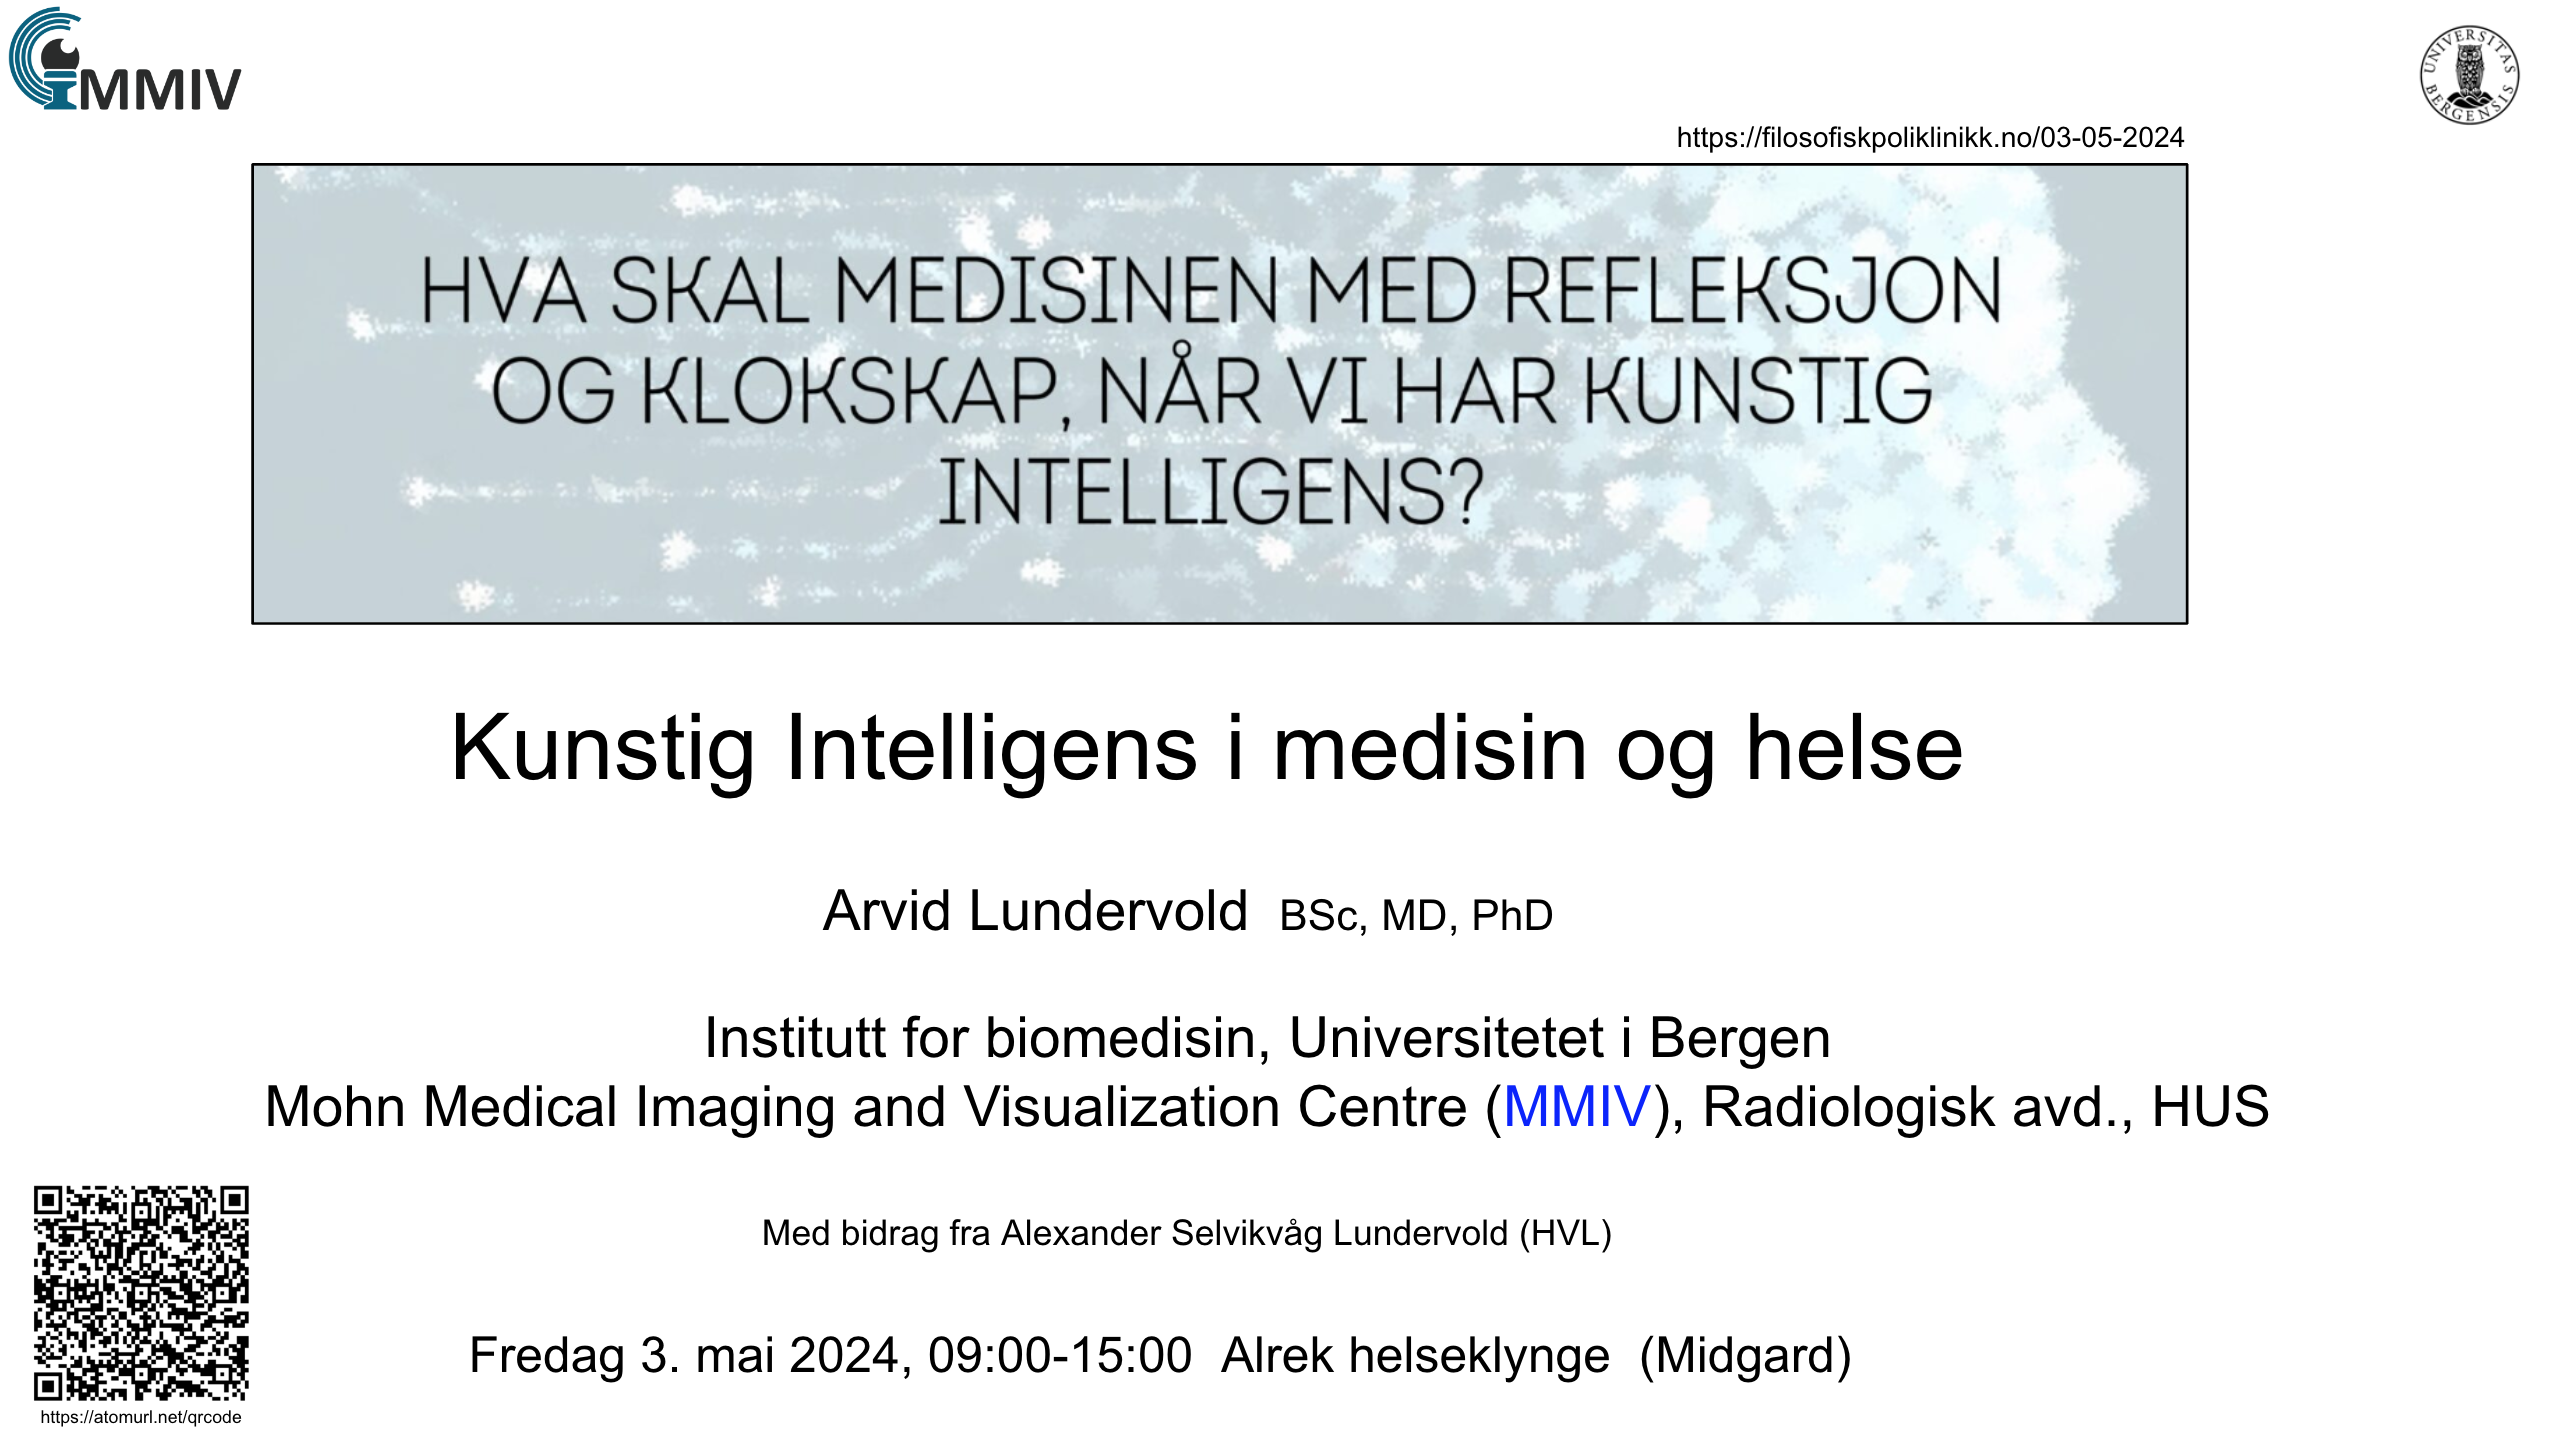 MMIV
UNIVERSITAS BERGENSIS
https://filosofiskpoliklinikk.no/03-05-2024
HVA SKAL MEDISINEN MED REFLEKSJON
OG KLOKSKAP, NÅR VI HAR KUNSTIG
INTELLIGENS?
Kunstig Intelligens i medisin og helse
Arvid Lundervold BSc, MD, PhD
Institutt for biomedisin, Universitetet i Bergen
Mohn Medical Imaging and Visualization Centre (MMIV), Radiologisk avd., HUS
Med bidrag fra Alexander Selvikvåg Lundervold (HVL)
Fredag 3. mai 2024, 09:00-15:00 Alrek helseklynge (Midgard)
https://atomurl.net/qrcode